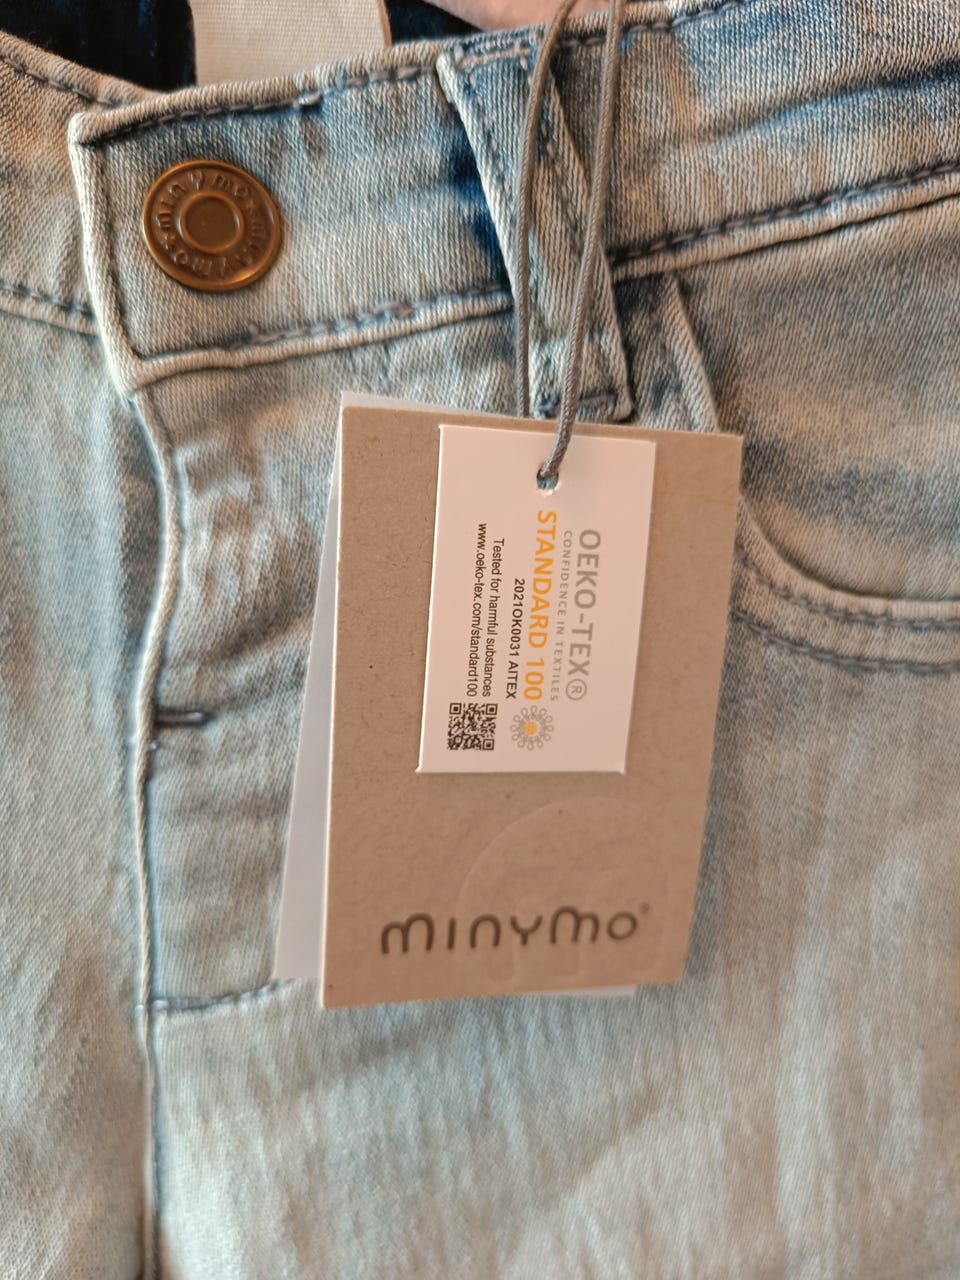 minymo minymo
OEKO-TEX®
CONFIDENCE IN TEXTILES
STANDARD 100
2021OK0031 AITEX
Tested for harmful substances
www.oeko-tex.com/standard100
minymo®